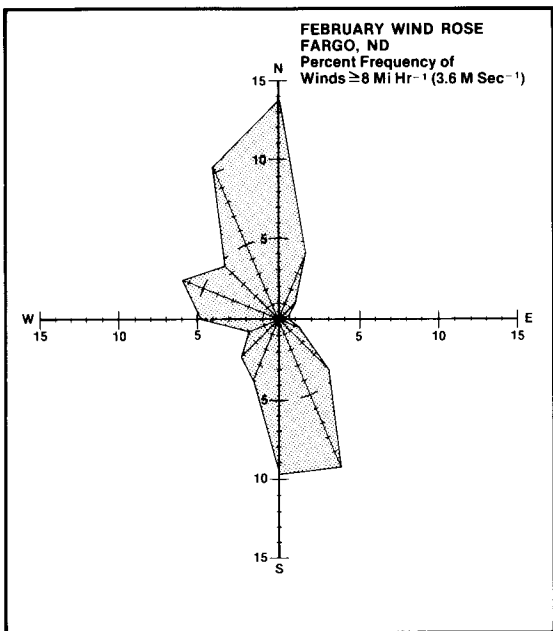 FEBRUARY WIND ROSE
FARGO, ND
Percent Frequency of
Winds ≧8 Mi Hr⁻¹ (3.6 M Sec⁻¹)
N
15
10
5
W 15 10 5 5 10 15 E
5
10
15
S